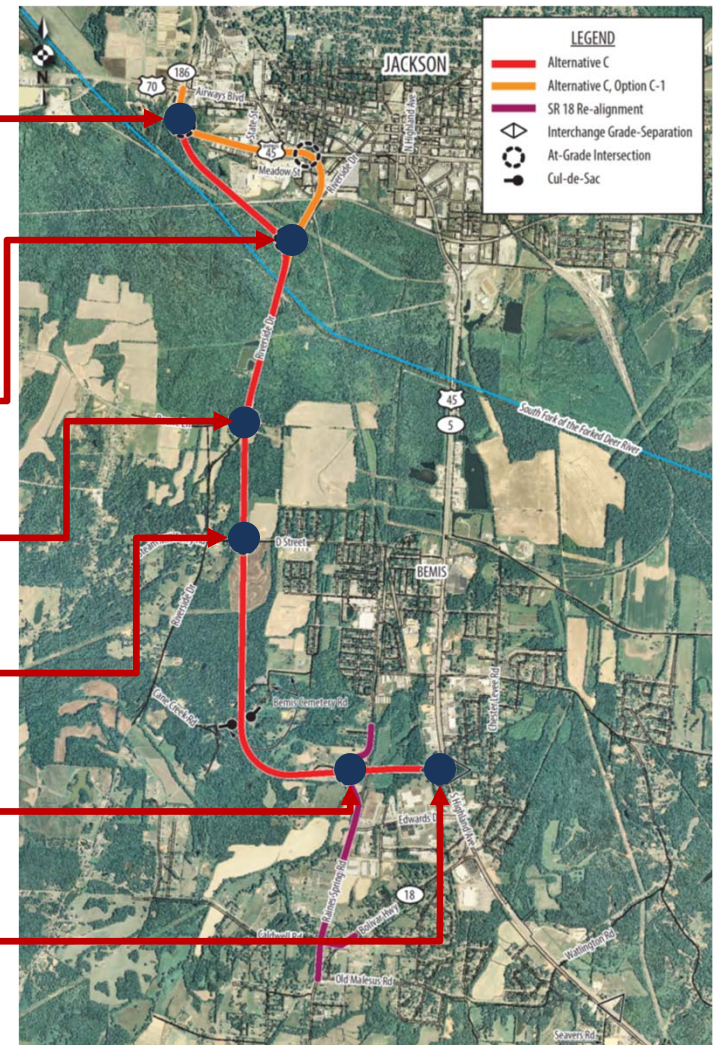 LEGEND
Alternative C
Alternative C, Option C-1
SR 18 Re-alignment
Interchange Grade-Separation
At-Grade Intersection
Cul-de-Sac
N
JACKSON
70
186
Airways Blvd
State St
45
Meadow St
Riverside Dr
N Highland Ave
Riverside Dr
45
5
South Fork of the Forked Deer River
D Street
BEMIS
Riverside Dr
Chester Levee Rd
Cane Creek Rd
Bemis Cemetery Rd
S Highland Ave
Edwards D
Raines-Spring Rd
18
Bolivar Hwy
Caldwell Rd
Watlington Rd
Old Malesus Rd
Seavers Rd